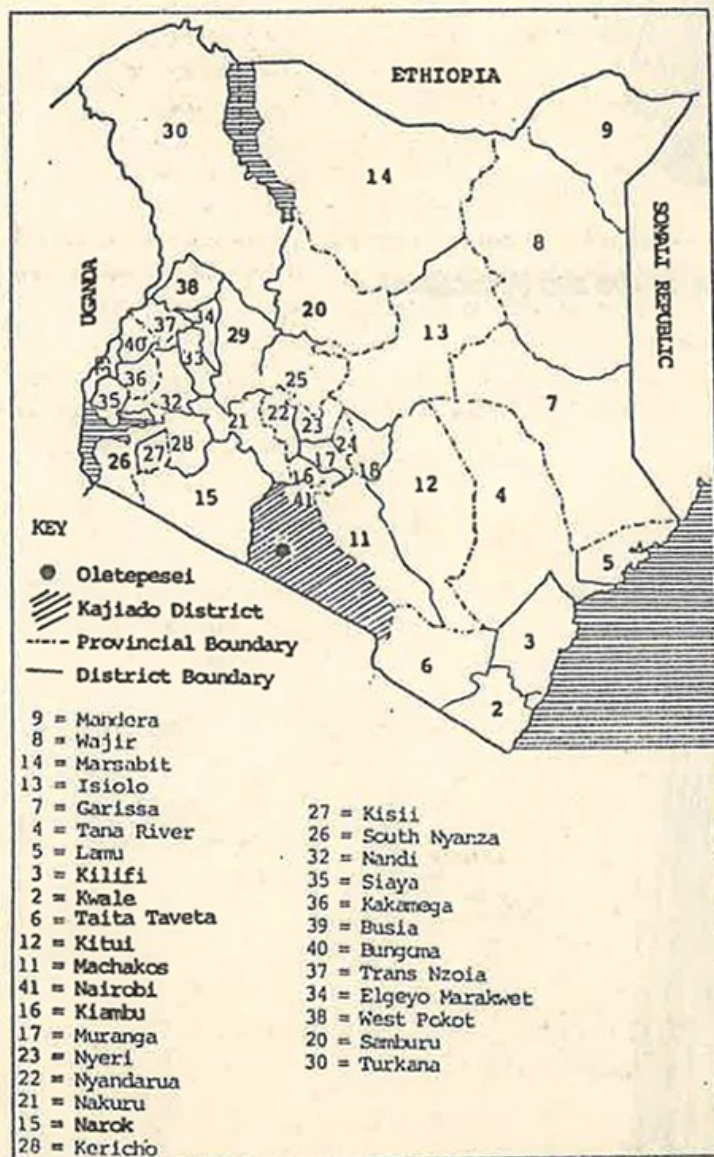 ETHIOPIA
30
9
14
8
SOMALI REPUBLIC
UGANDA
38
20
13
37
34
29
40
33
7
36
25
35
32
22
23
21
24
26
27
28
17
18
12
4
16
15
41
11
5
3
6
2
KEY
Oletepesei
Kajiado District
Provincial Boundary
District Boundary
9 = Mandera
8 = Wajir
14 = Marsabit
13 = Isiolo
7 = Garissa
4 = Tana River
5 = Lamu
3 = Kilifi
2 = Kwale
6 = Taita Taveta
12 = Kitui
11 = Machakos
41 = Nairobi
16 = Kiambu
17 = Muranga
23 = Nyeri
22 = Nyandarua
21 = Nakuru
15 = Narok
28 = Kericho
27 = Kisii
26 = South Nyanza
32 = Nandi
35 = Siaya
36 = Kakamega
39 = Busia
40 = Bungoma
37 = Trans Nzoia
34 = Elgeyo Marakwet
38 = West Pokot
20 = Samburu
30 = Turkana